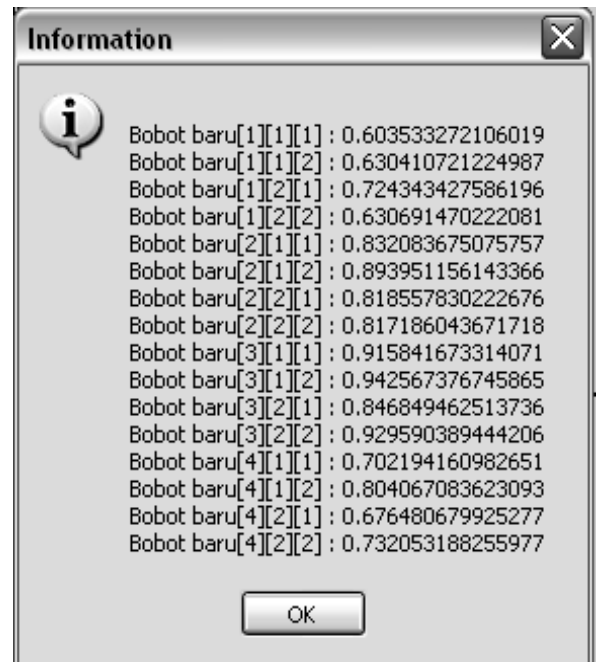 Information
Bobot baru[1][1][1] : 0.603533272106019
Bobot baru[1][1][2] : 0.630410721224987
Bobot baru[1][2][1] : 0.724343427586196
Bobot baru[1][2][2] : 0.630691470222081
Bobot baru[2][1][1] : 0.832083675075757
Bobot baru[2][1][2] : 0.893951156143366
Bobot baru[2][2][1] : 0.818557830222676
Bobot baru[2][2][2] : 0.817186043671718
Bobot baru[3][1][1] : 0.915841673314071
Bobot baru[3][1][2] : 0.942567376745865
Bobot baru[3][2][1] : 0.846849462513736
Bobot baru[3][2][2] : 0.929590389444206
Bobot baru[4][1][1] : 0.702194160982651
Bobot baru[4][1][2] : 0.804067083623093
Bobot baru[4][2][1] : 0.676480679925277
Bobot baru[4][2][2] : 0.732053188255977
OK